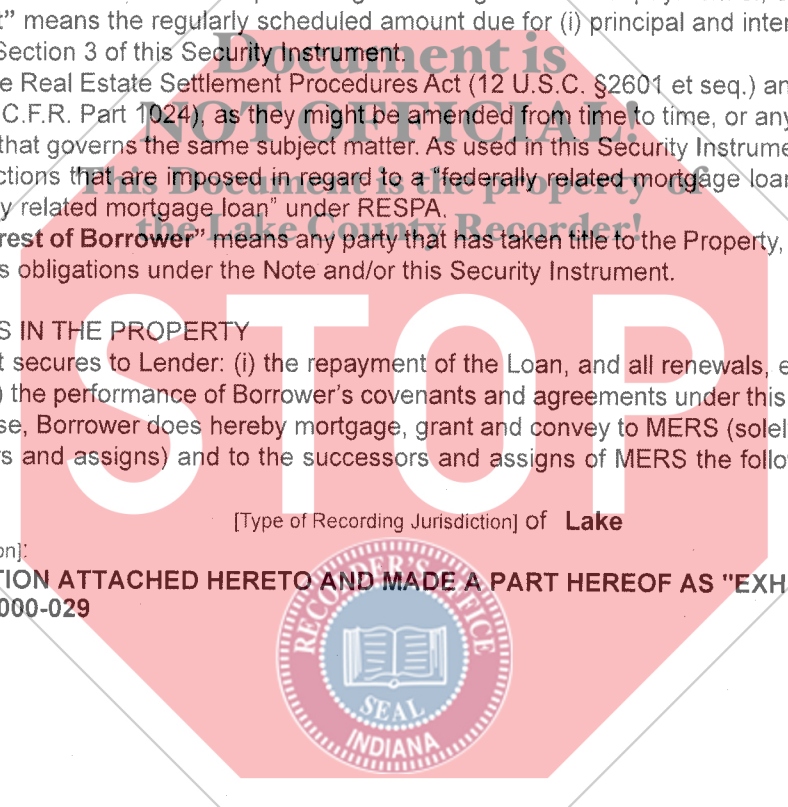 t" means the regularly scheduled amount due for (i) principal and inter
Section 3 of this Security Instrument.
Document is
e Real Estate Settlement Procedures Act (12 U.S.C. §2601 et seq.) an
C.F.R. Part 1024), as they might be amended from time to time, or any
NOT OFFICIAL!
that governs the same subject matter. As used in this Security Instrume
ctions that are imposed in regard to a "federally related mortgage loan
This Document is the property of
y related mortgage loan" under RESPA.
the Lake County Recorder!
rest of Borrower" means any party that has taken title to the Property,
s obligations under the Note and/or this Security Instrument.
S IN THE PROPERTY
t secures to Lender: (i) the repayment of the Loan, and all renewals, e
) the performance of Borrower's covenants and agreements under this
STOP
se, Borrower does hereby mortgage, grant and convey to MERS (solel
s and assigns) and to the successors and assigns of MERS the follo
[Type of Recording Jurisdiction] of Lake
on]:
TION ATTACHED HERETO AND MADE A PART HEREOF AS "EXH
000-029
RECORDER'S OFFICE
SEAL
INDIANA